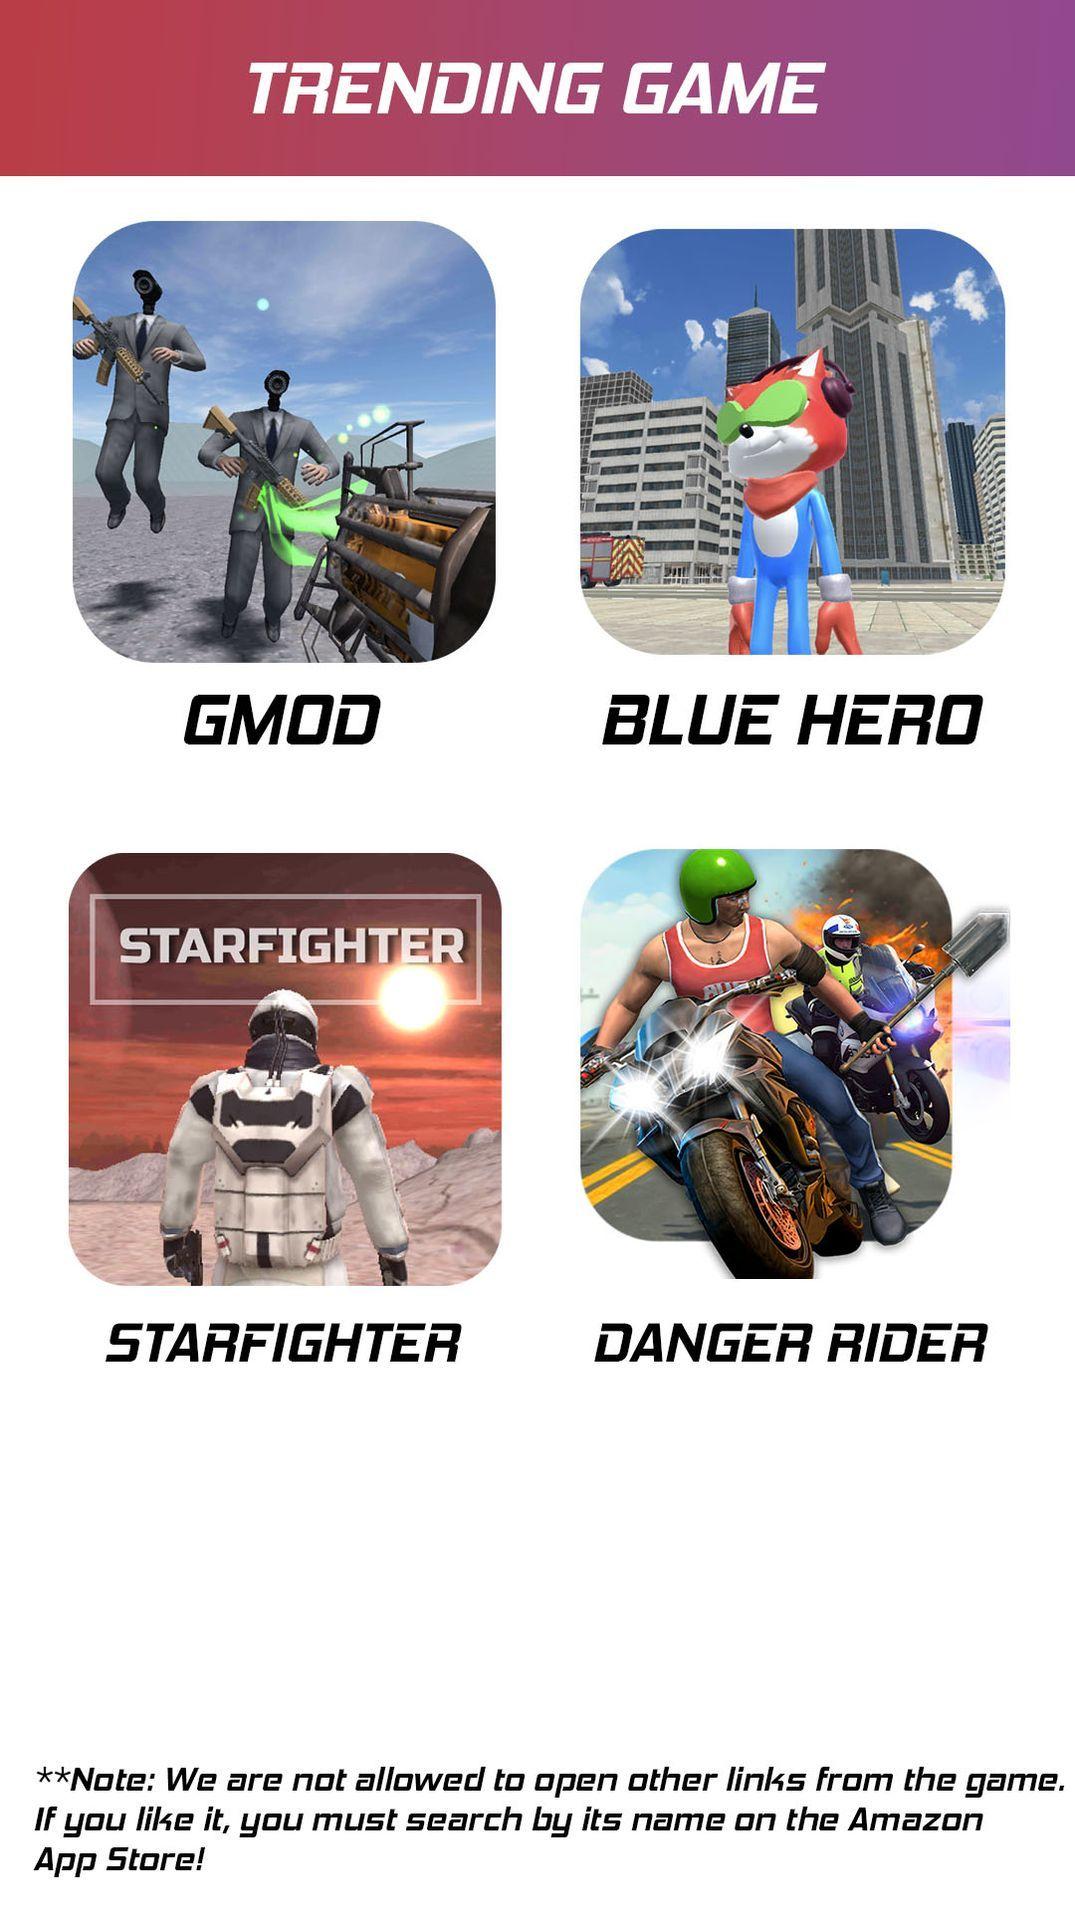 TRENDING GAME
GMOD
BLUE HERO
STARFIGHTER
STARFIGHTER
DANGER RIDER
**Note: We are not allowed to open other links from the game.
If you like it, you must search by its name on the Amazon
App Store!